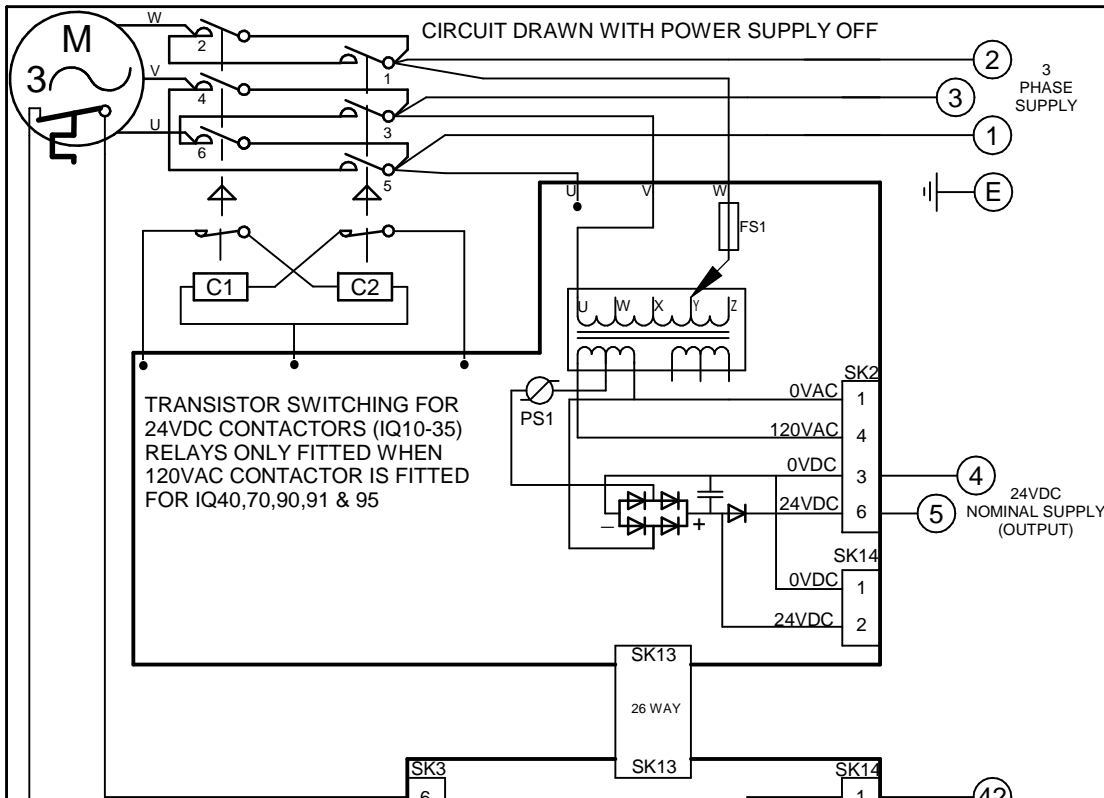 CIRCUIT DRAWN WITH POWER SUPPLY OFF
M
3
W
V
U
2
4
6
1
3
5
2
3
1
E
3
PHASE
SUPPLY
U
V
W
FS1
C1
C2
U W X Y Z
PS1
TRANSISTOR SWITCHING FOR
24VDC CONTACTORS (IQ10-35)
RELAYS ONLY FITTED WHEN
120VAC CONTACTOR IS FITTED
FOR IQ40,70,90,91 & 95
SK2
0VAC 1
120VAC 4
0VDC 3
24VDC 6
4
5
24VDC
NOMINAL SUPPLY
(OUTPUT)
– +
SK14
0VDC 1
24VDC 2
SK13
26 WAY
SK13
SK3
6
SK14
1
42